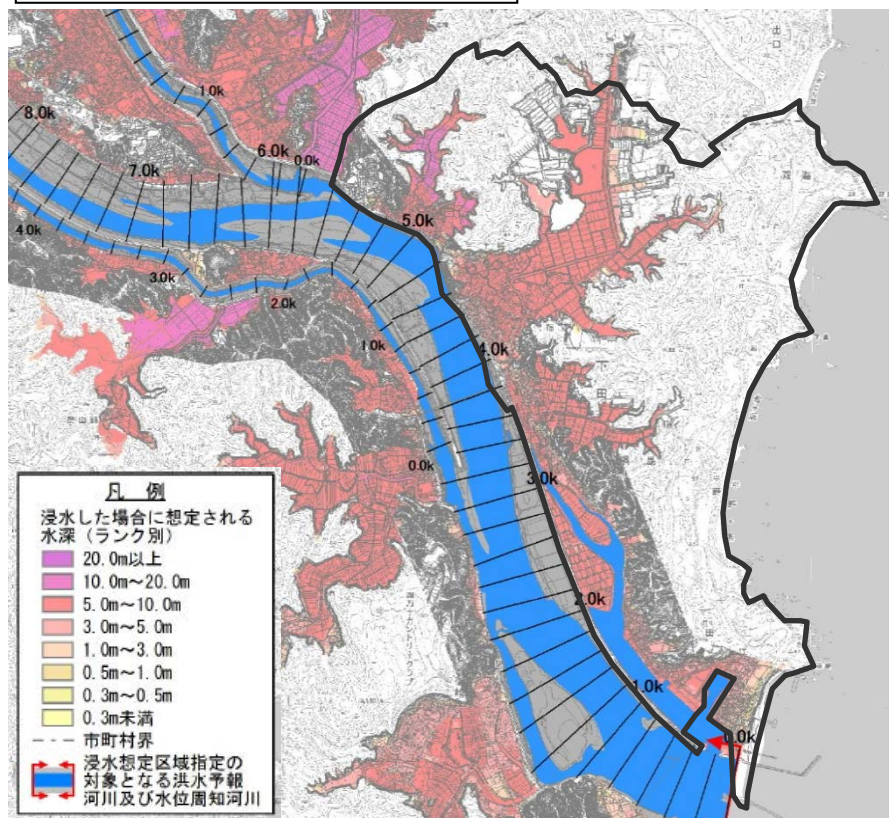 出口
1.0k
8.0k
6.0k
0.0k
7.0k
双海
5.0k
4.0k
3.0k
2.0k
4.0k
1.0k
下
田
0.0k
3.0k
2.0k
1.0k
0.0k
凡 例
浸水した場合に想定される
水深(ランク別)
20.0m以上
10.0m~20.0m
5.0m~10.0m
3.0m~5.0m
1.0m~3.0m
0.5m~1.0m
0.3m~0.5m
0.3m未満
市町村界
浸水想定区域指定の
対象となる洪水予報
河川及び水位周知河川